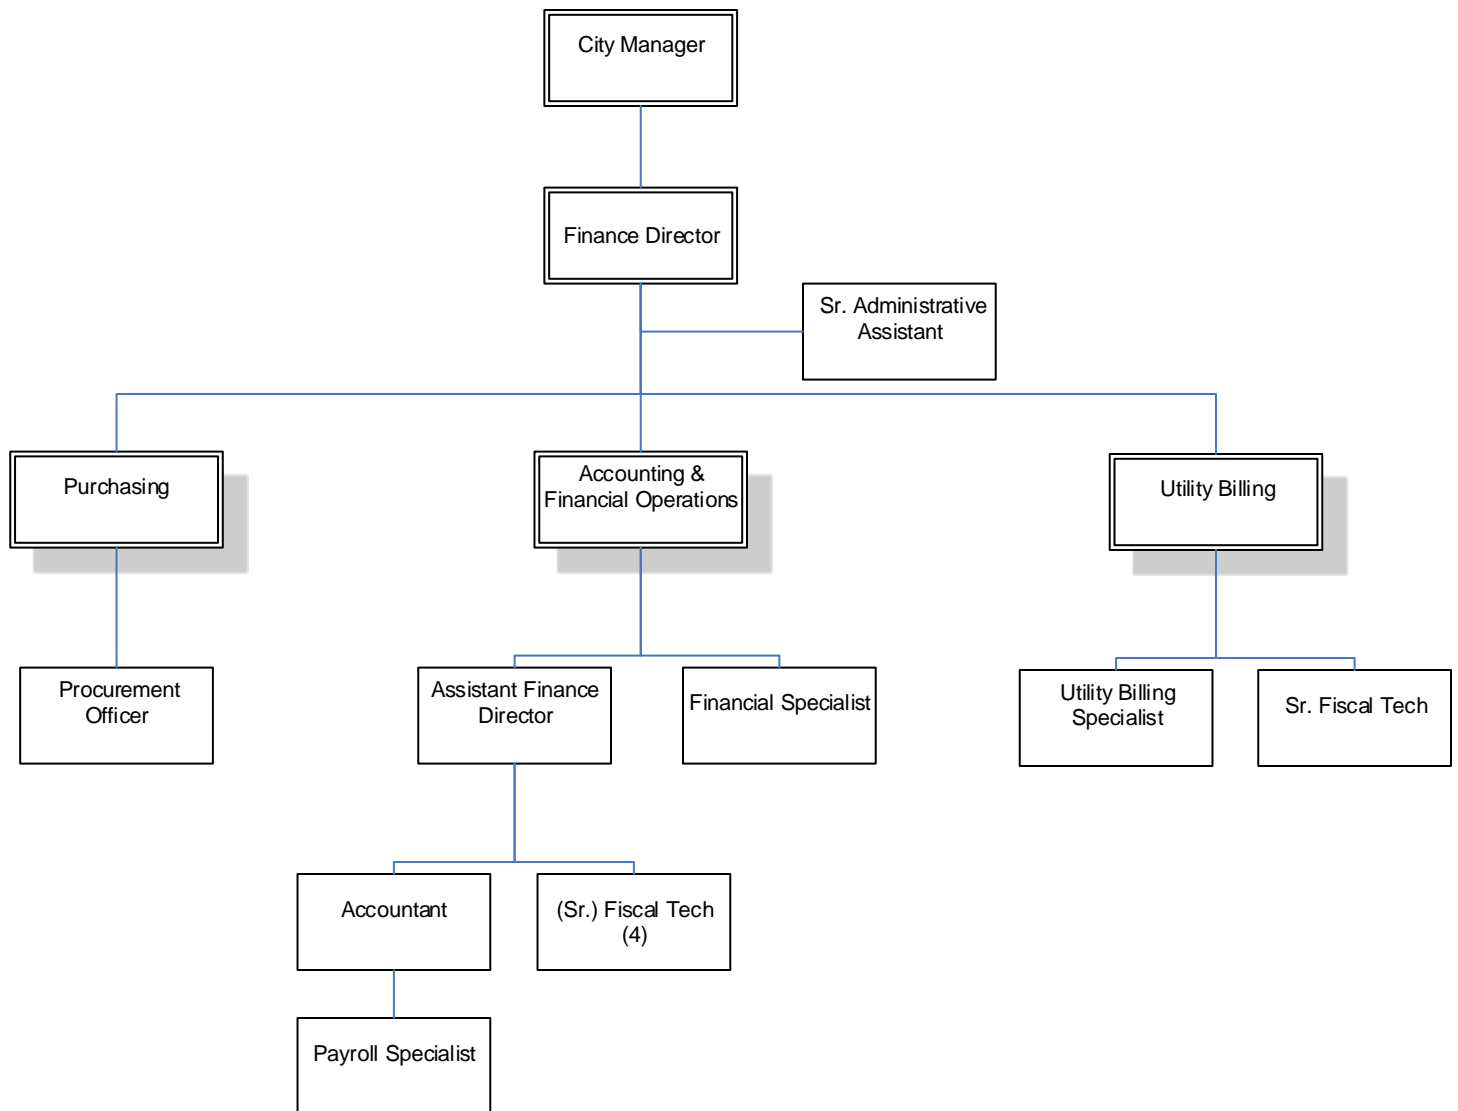 City Manager
Finance Director
Sr. Administrative
Assistant
Purchasing
Accounting &
Financial Operations
Utility Billing
Procurement
Officer
Assistant Finance
Director
Financial Specialist
Utility Billing
Specialist
Sr. Fiscal Tech
Accountant
(Sr.) Fiscal Tech
(4)
Payroll Specialist